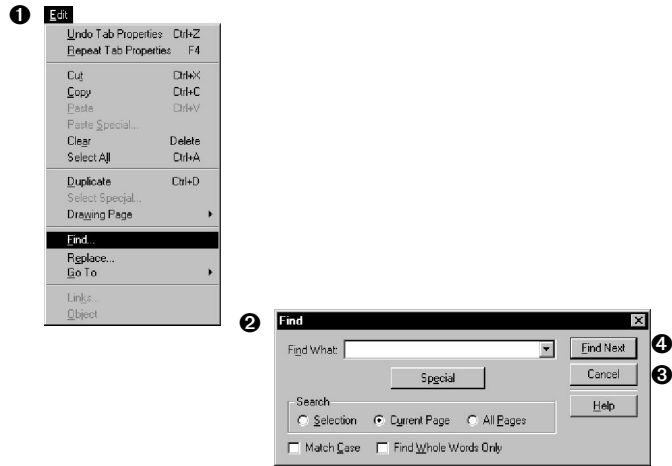 ❶ Edit
Undo Tab Properties Ctrl+Z
Repeat Tab Properties F4
Cut Ctrl+X
Copy Ctrl+C
Paste Ctrl+V
Paste Special...
Clear Delete
Select All Ctrl+A
Duplicate Ctrl+D
Select Special...
Drawing Page
Find...
Replace...
Go To
Links...
Object
❷ Find
Find What: Find Next ❹
Special Cancel ❸
Search Help
Selection Current Page All Pages
Match Case Find Whole Words Only